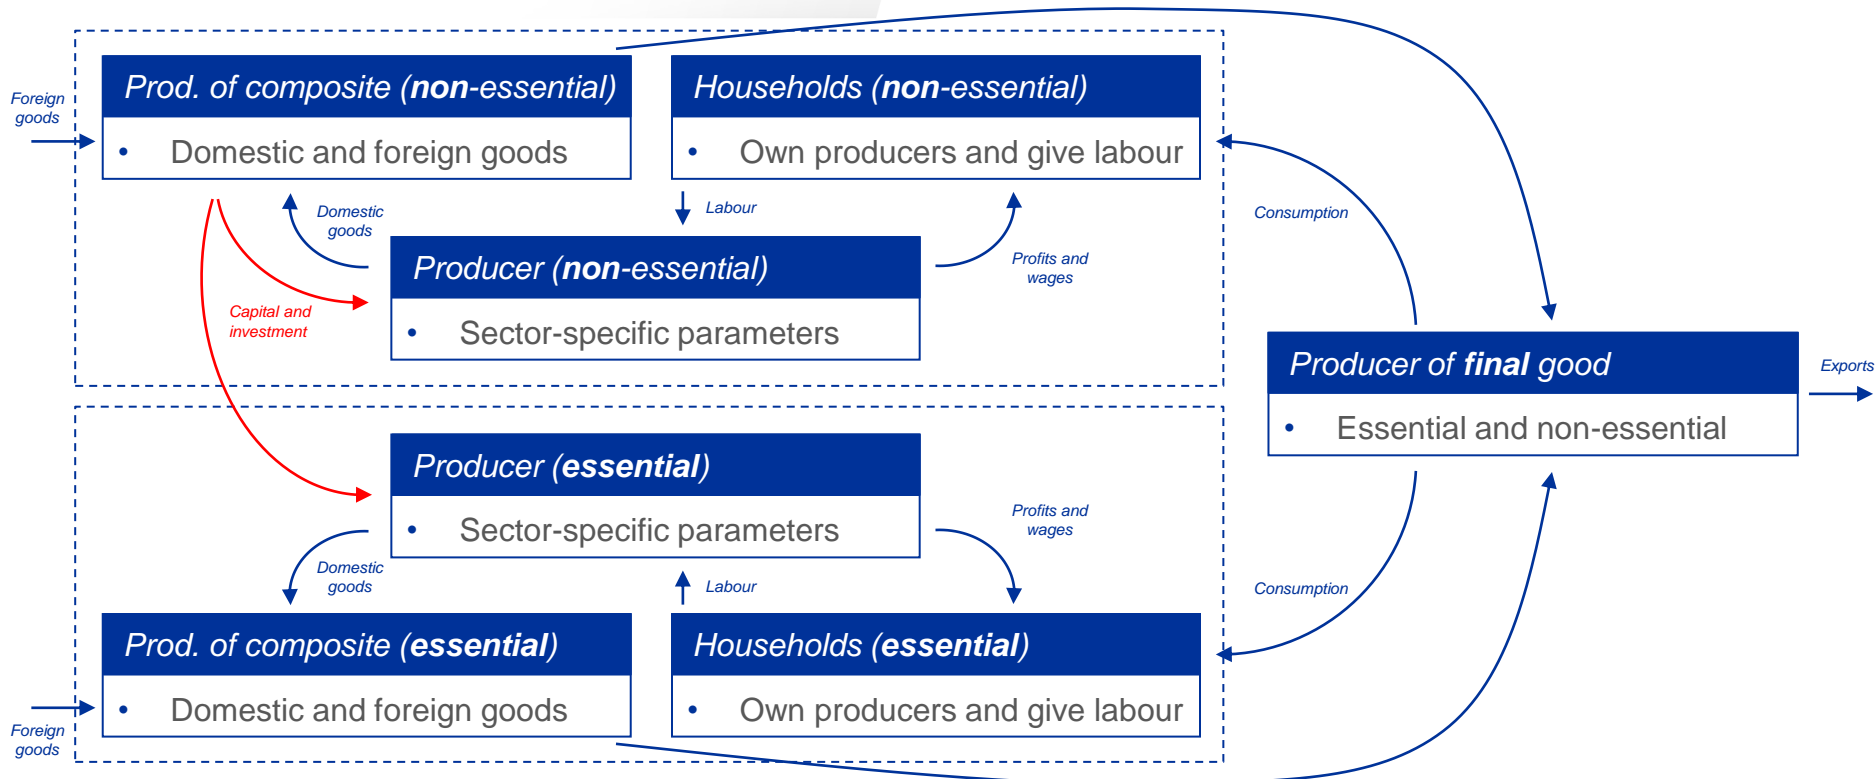 Prod. of composite (non-essential)
Households (non-essential)
Foreign
goods
• Domestic and foreign goods
• Own producers and give labour
Domestic
goods
Labour
Consumption
Producer (non-essential)
Profits and
wages
Capital and
investment
• Sector-specific parameters
Producer of final good
Exports
• Essential and non-essential
Producer (essential)
• Sector-specific parameters
Profits and
wages
Domestic
goods
Labour
Consumption
Prod. of composite (essential)
Households (essential)
• Domestic and foreign goods
• Own producers and give labour
Foreign
goods